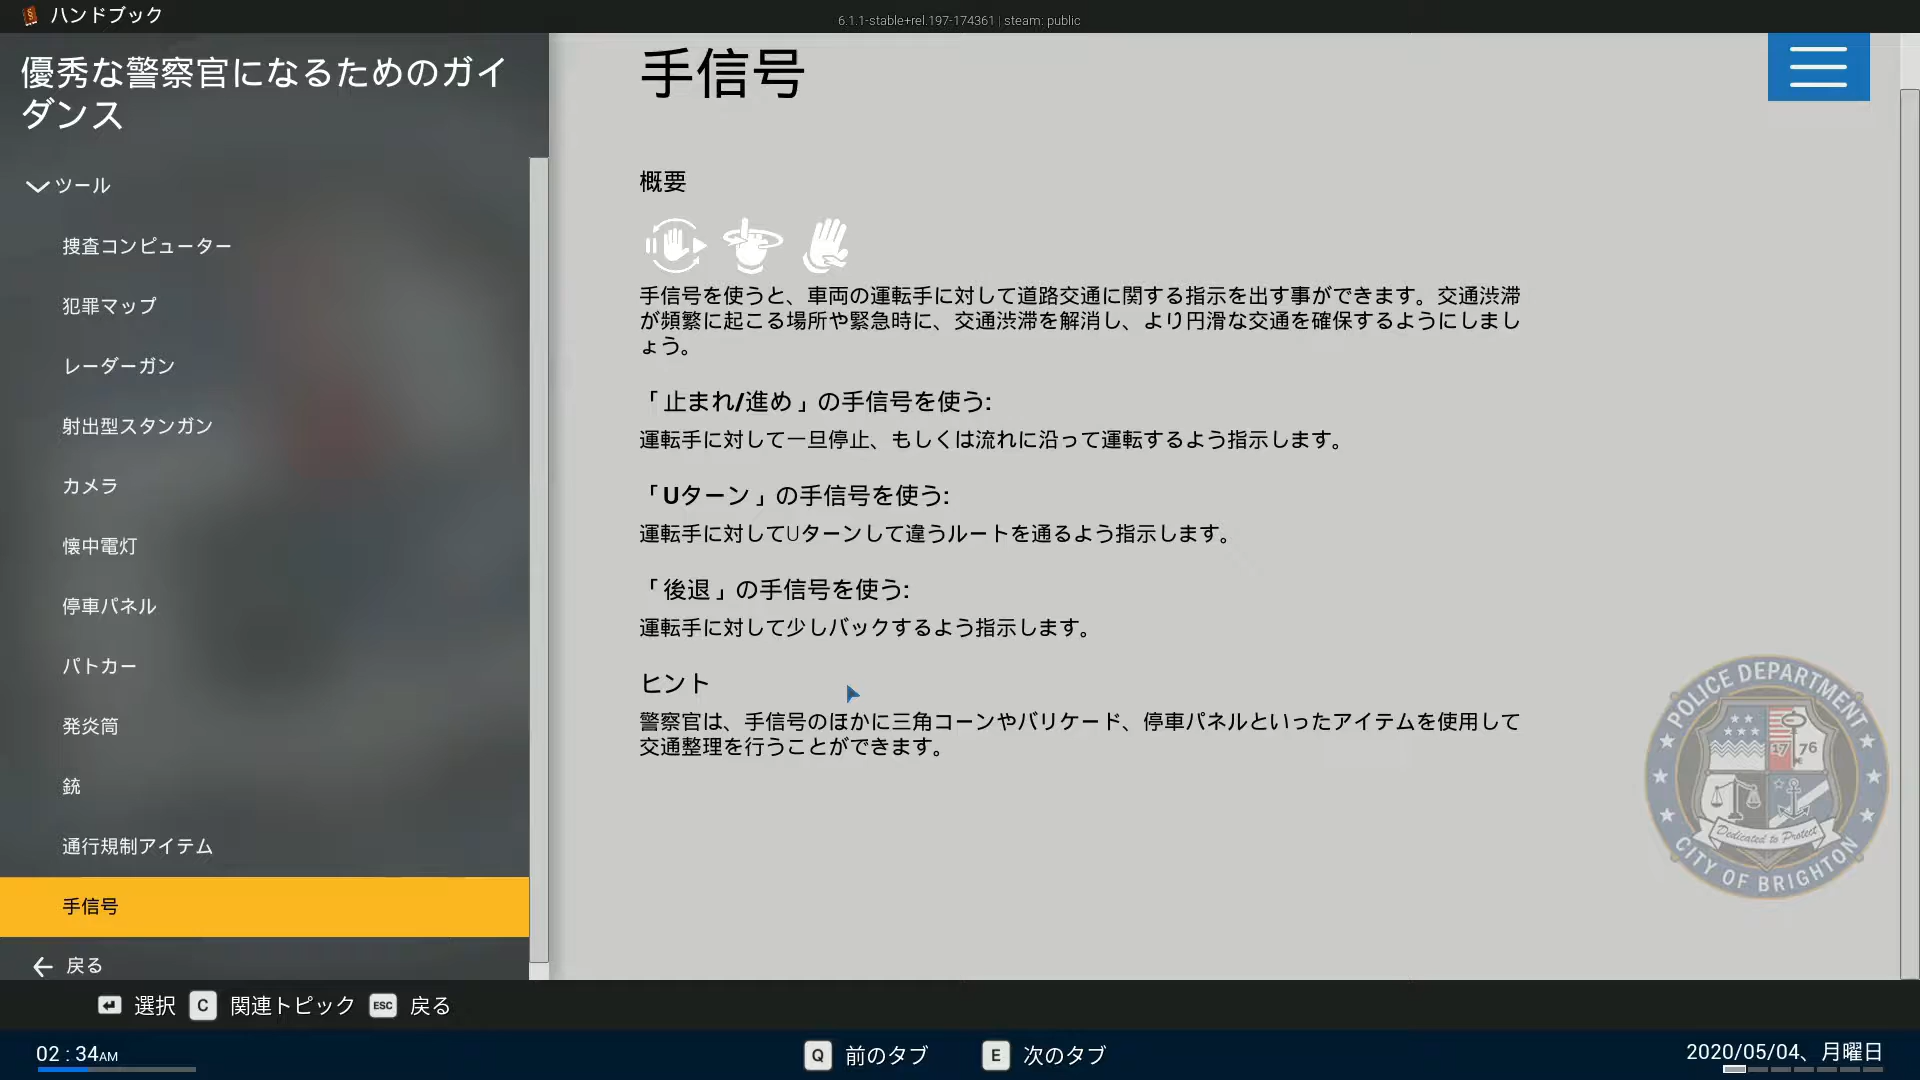 ハンドブック
6.1.1-stable+rel.197-174361 | steam: public
優秀な警察官になるためのガイ
ダンス
ツール
捜査コンピューター
犯罪マップ
レーダーガン
射出型スタンガン
カメラ
懐中電灯
停車パネル
パトカー
発炎筒
銃
通行規制アイテム
手信号
戻る
手信号
概要
手信号を使うと、車両の運転手に対して道路交通に関する指示を出す事ができます。交通渋滞
が頻繁に起こる場所や緊急時に、交通渋滞を解消し、より円滑な交通を確保するようにしまし
ょう。
「止まれ/進め」の手信号を使う:
運転手に対して一旦停止、もしくは流れに沿って運転するよう指示します。
「Uターン」の手信号を使う:
運転手に対してUターンして違うルートを通るよう指示します。
「後退」の手信号を使う:
運転手に対して少しバックするよう指示します。
ヒント
警察官は、手信号のほかに三角コーンやバリケード、停車パネルといったアイテムを使用して
交通整理を行うことができます。
POLICE DEPARTMENT
17 76
Dedicated to Protect
CITY OF BRIGHTON
選択 C 関連トピック ESC 戻る
02 : 34AM
Q 前のタブ E 次のタブ
2020/05/04、月曜日